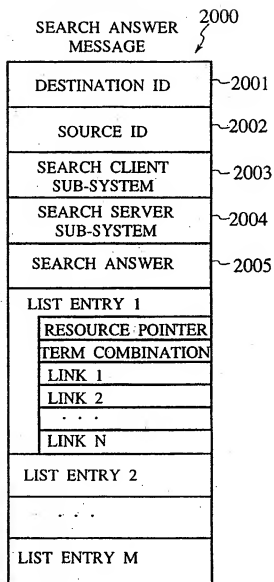 2000
SEARCH ANSWER
MESSAGE
DESTINATION ID
2001
SOURCE ID
2002
SEARCH CLIENT
SUB-SYSTEM
2003
SEARCH SERVER
SUB-SYSTEM
2004
SEARCH ANSWER
2005
LIST ENTRY 1
RESOURCE POINTER
TERM COMBINATION
LINK 1
LINK 2
. . .
LINK N
LIST ENTRY 2
. . .
LIST ENTRY M